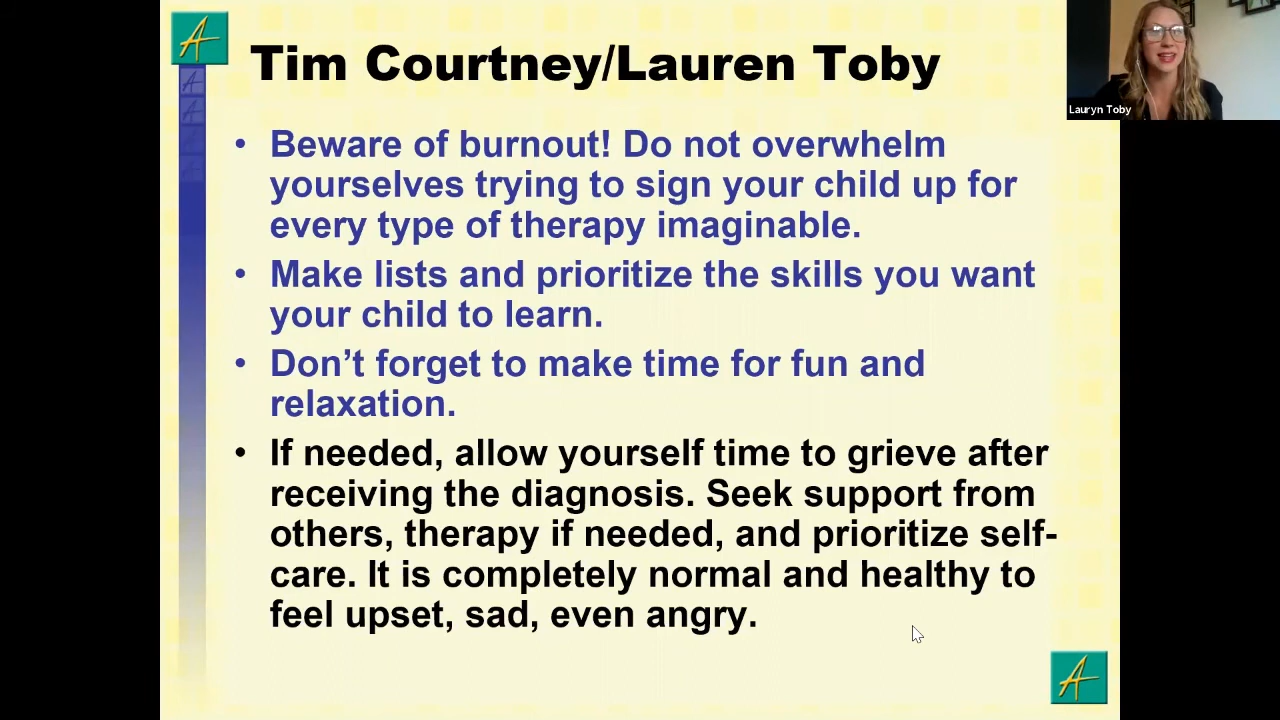 Tim Courtney/Lauren Toby
Lauryn Toby
• Beware of burnout! Do not overwhelm
yourselves trying to sign your child up for
every type of therapy imaginable.
• Make lists and prioritize the skills you want
your child to learn.
• Don’t forget to make time for fun and
relaxation.
• If needed, allow yourself time to grieve after
receiving the diagnosis. Seek support from
others, therapy if needed, and prioritize self-
care. It is completely normal and healthy to
feel upset, sad, even angry.